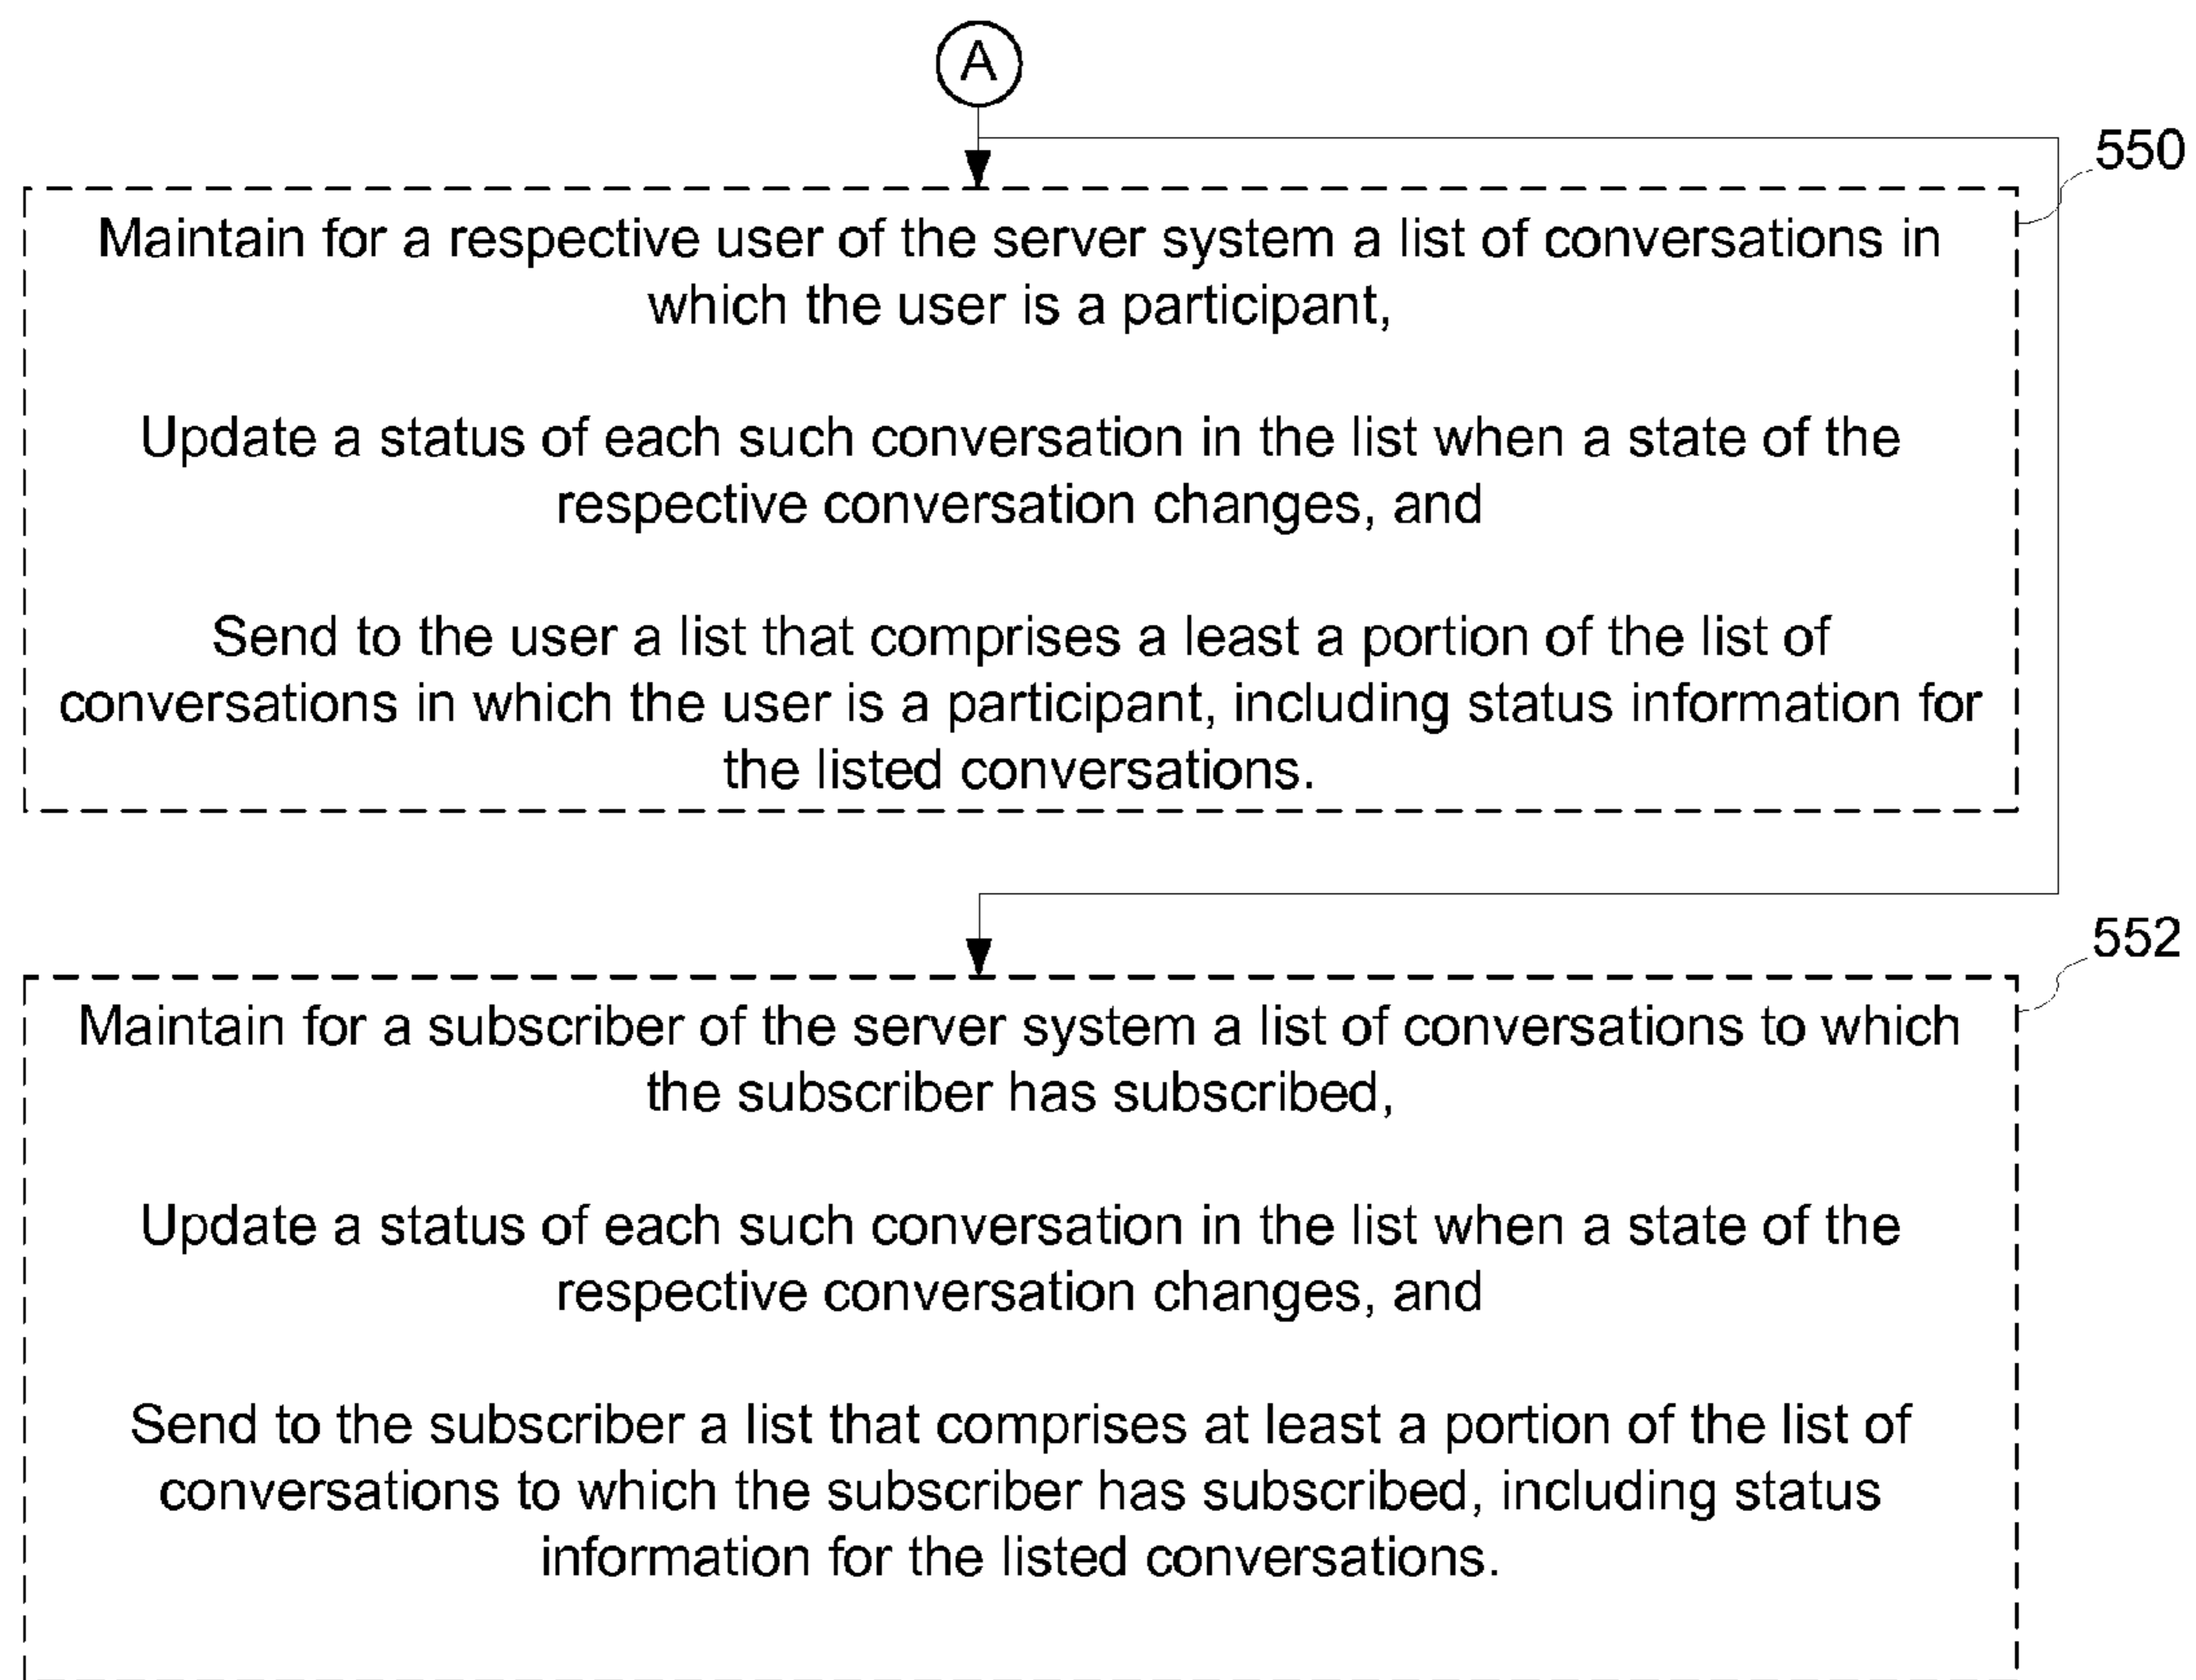 A
550
Maintain for a respective user of the server system a list of conversations in
which the user is a participant,
Update a status of each such conversation in the list when a state of the
respective conversation changes, and
Send to the user a list that comprises a least a portion of the list of
conversations in which the user is a participant, including status information for
the listed conversations.
552
Maintain for a subscriber of the server system a list of conversations to which
the subscriber has subscribed,
Update a status of each such conversation in the list when a state of the
respective conversation changes, and
Send to the subscriber a list that comprises at least a portion of the list of
conversations to which the subscriber has subscribed, including status
information for the listed conversations.